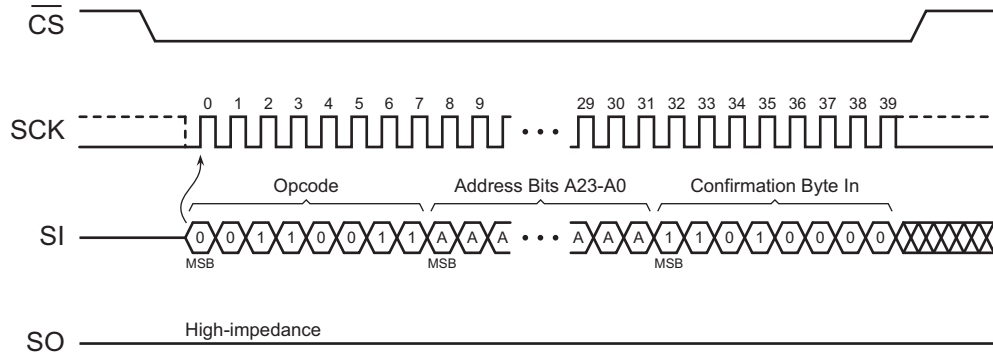 CS
0 1 2 3 4 5 6 7 8 9 29 30 31 32 33 34 35 36 37 38 39
SCK
Opcode Address Bits A23-A0 Confirmation Byte In
SI 0 0 1 1 0 0 1 1 A A A A A A 1 1 0 1 0 0 0 0
MSB MSB MSB
High-impedance
SO